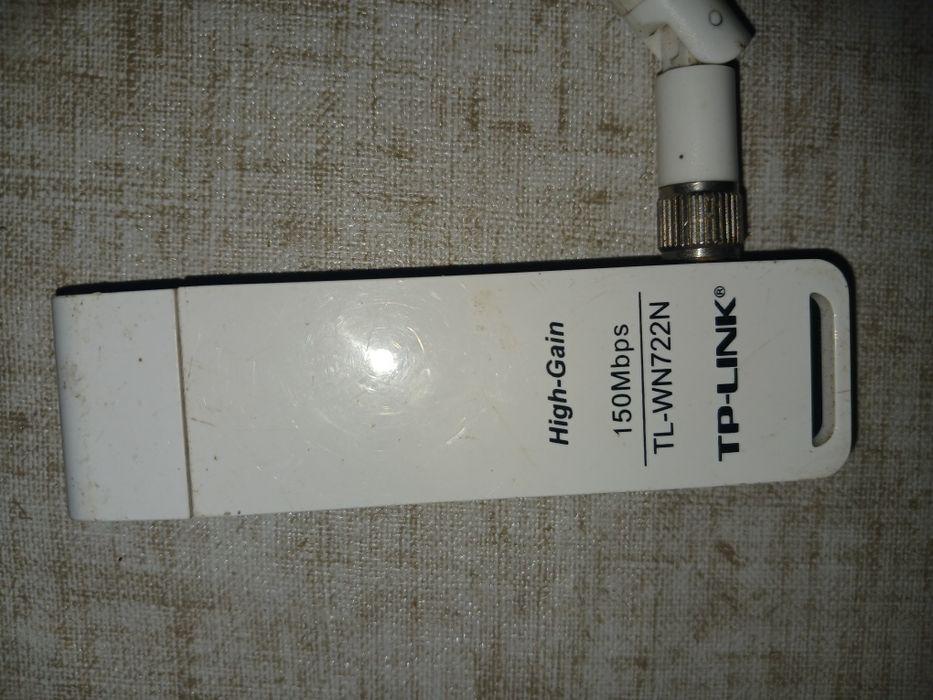 High-Gain
150Mbps
TL-WN722N
TP-LINK®